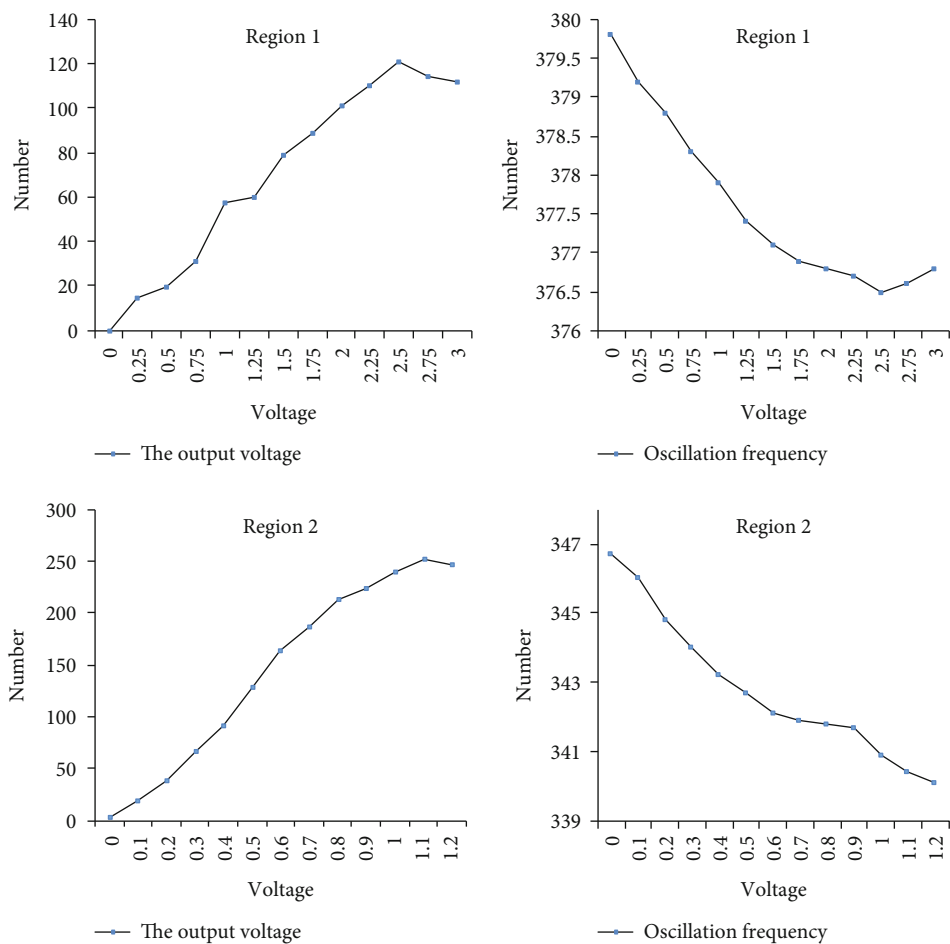 Region 1
Number
140
120
100
80
60
40
20
0
0 0.25 0.5 0.75 1 1.25 1.5 1.75 2 2.25 2.5 2.75 3
Voltage
The output voltage
Region 1
Number
380
379.5
379
378.5
378
377.5
377
376.5
376
0 0.25 0.5 0.75 1 1.25 1.5 1.75 2 2.25 2.5 2.75 3
Voltage
Oscillation frequency
Region 2
Number
300
250
200
150
100
50
0
0 0.1 0.2 0.3 0.4 0.5 0.6 0.7 0.8 0.9 1 1.1 1.2
Voltage
The output voltage
Region 2
Number
347
345
343
341
339
0 0.1 0.2 0.3 0.4 0.5 0.6 0.7 0.8 0.9 1 1.1 1.2
Voltage
Oscillation frequency